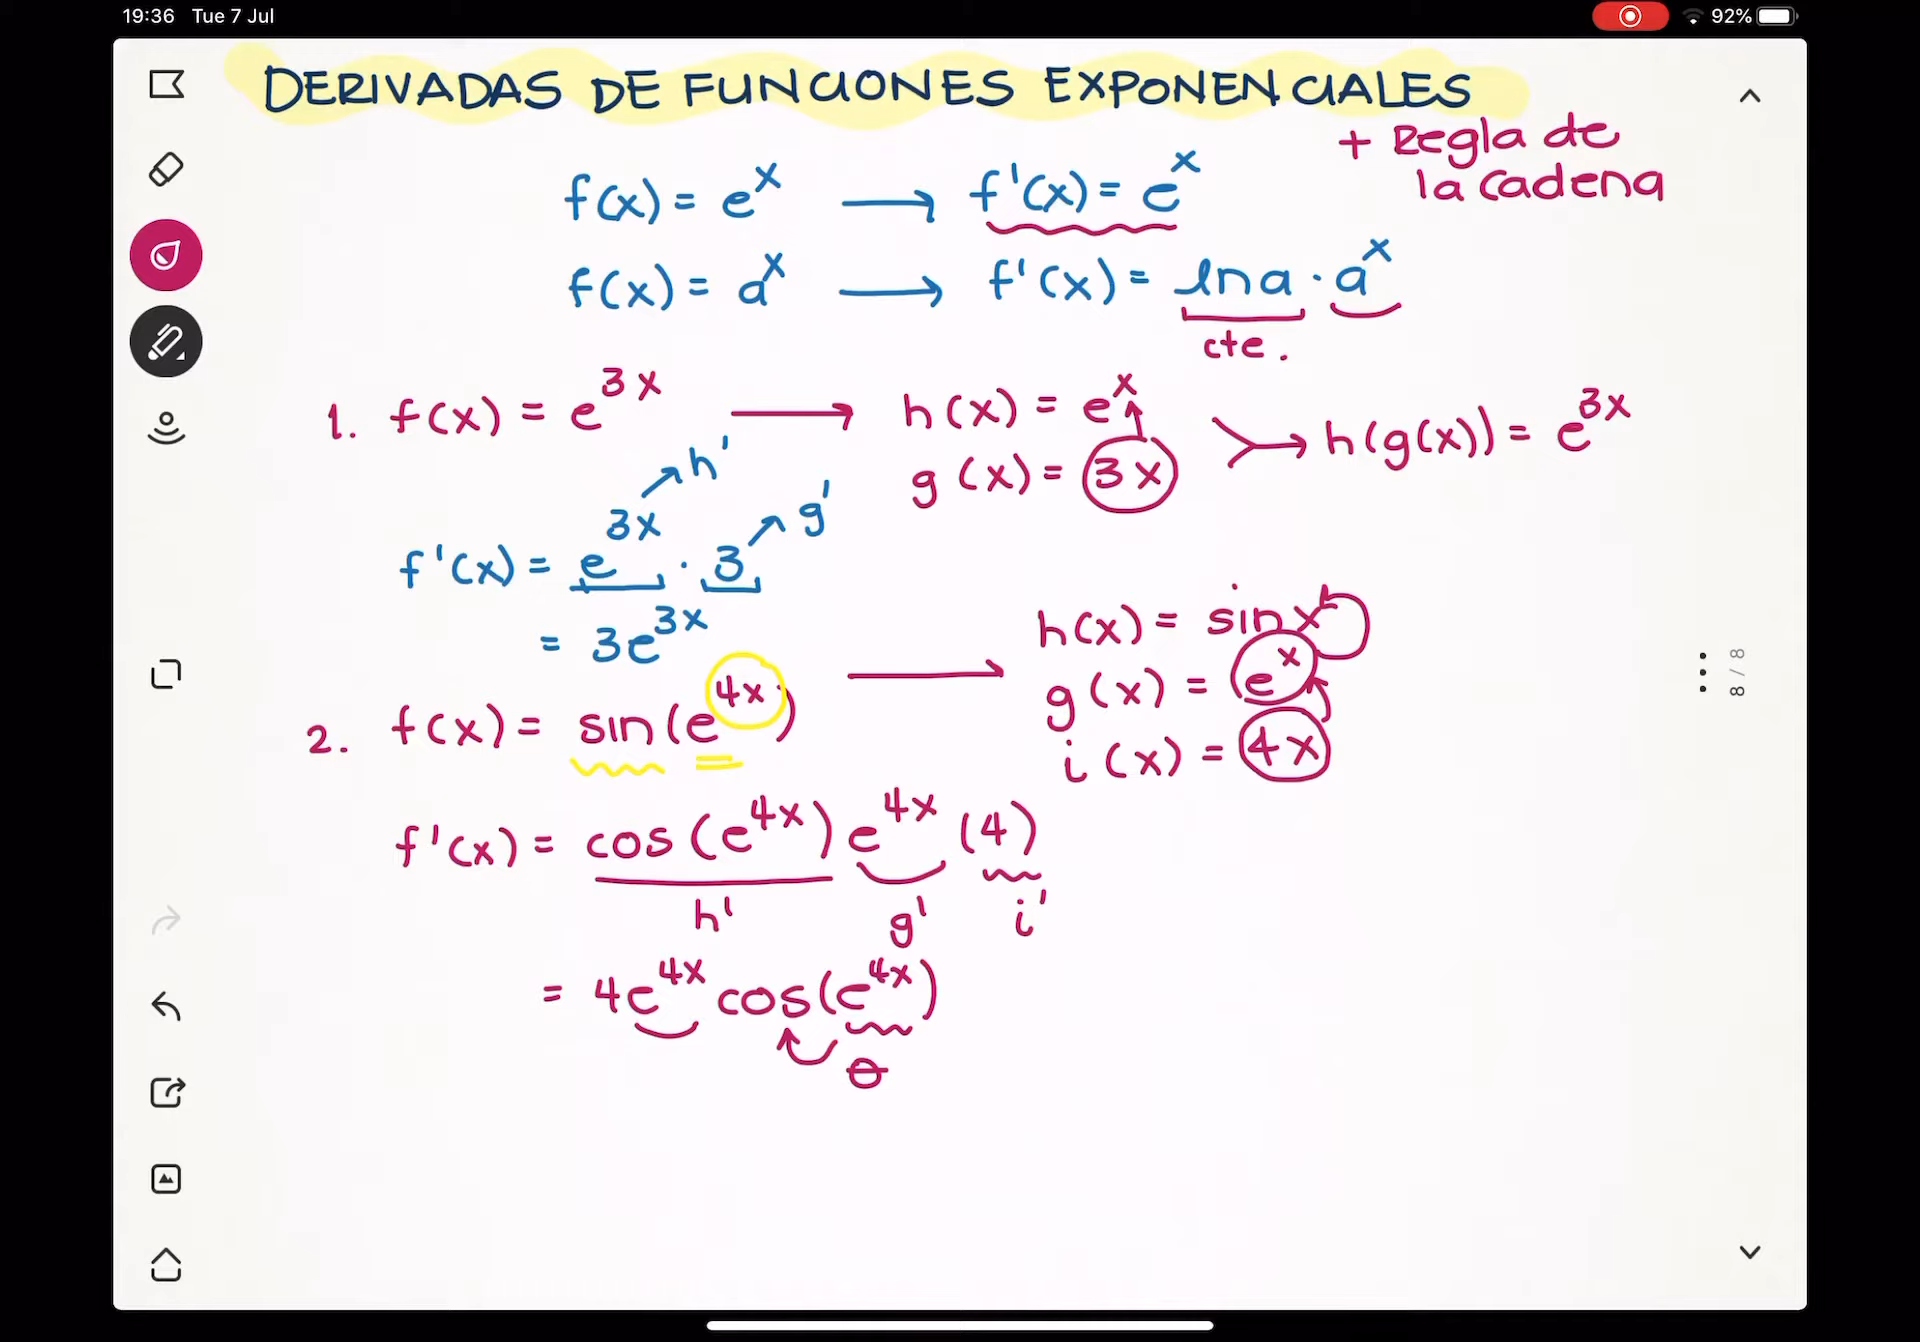 19:36 Tue 7 Jul 92%
DERIVADAS DE FUNCIONES EXPONENCIALES
+ Regla de
la cadena
f(x) = e^x → f'(x) = e^x
f(x) = a^x → f'(x) = ln a · a^x
cte.
1. f(x) = e^3x → h(x) = e^x
g(x) = 3x
h(g(x)) = e^3x
h'
g'
f'(x) = e^3x · 3
= 3e^3x
2. f(x) = sin(e^4x) → h(x) = sin x
g(x) = e^x
i(x) = 4x
8 / 8
f'(x) = cos(e^4x) e^4x (4)
h' g' i'
= 4e^4x cos(e^4x)
θ